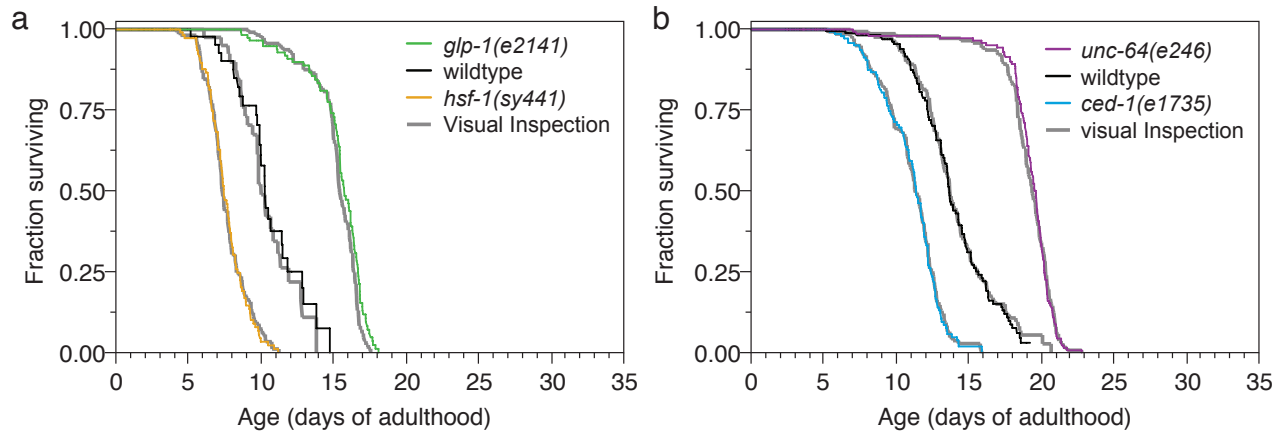 a
Fraction surviving
1.00
0.75
0.50
0.25
0.00
glp-1(e2141)
wildtype
hsf-1(sy441)
Visual Inspection
0 5 10 15 20 25 30 35
Age (days of adulthood)
b
Fraction surviving
1.00
0.75
0.50
0.25
0.00
unc-64(e246)
wildtype
ced-1(e1735)
visual Inspection
0 5 10 15 20 25 30 35
Age (days of adulthood)